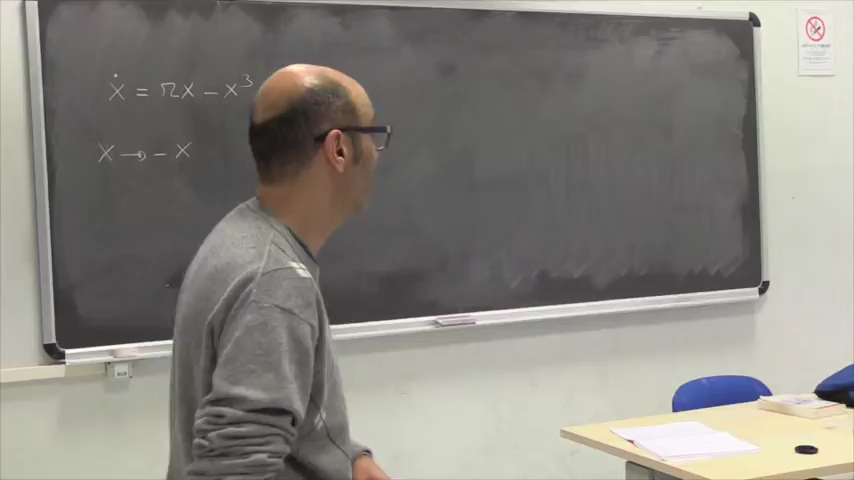 ẋ = rx - x³
x → - x